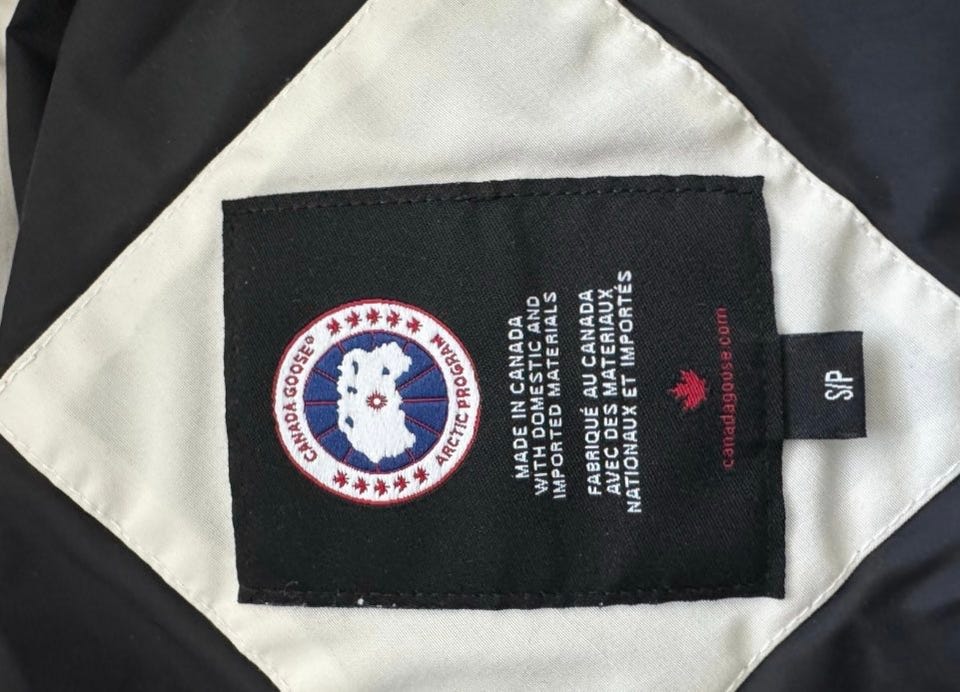 CANADA GOOSE®
ARCTIC PROGRAM
MADE IN CANADA
WITH DOMESTIC AND
IMPORTED MATERIALS
FABRIQUÉ AU CANADA
AVEC DES MATÉRIAUX
NATIONAUX ET IMPORTÉS
canadagoose.com
S/P